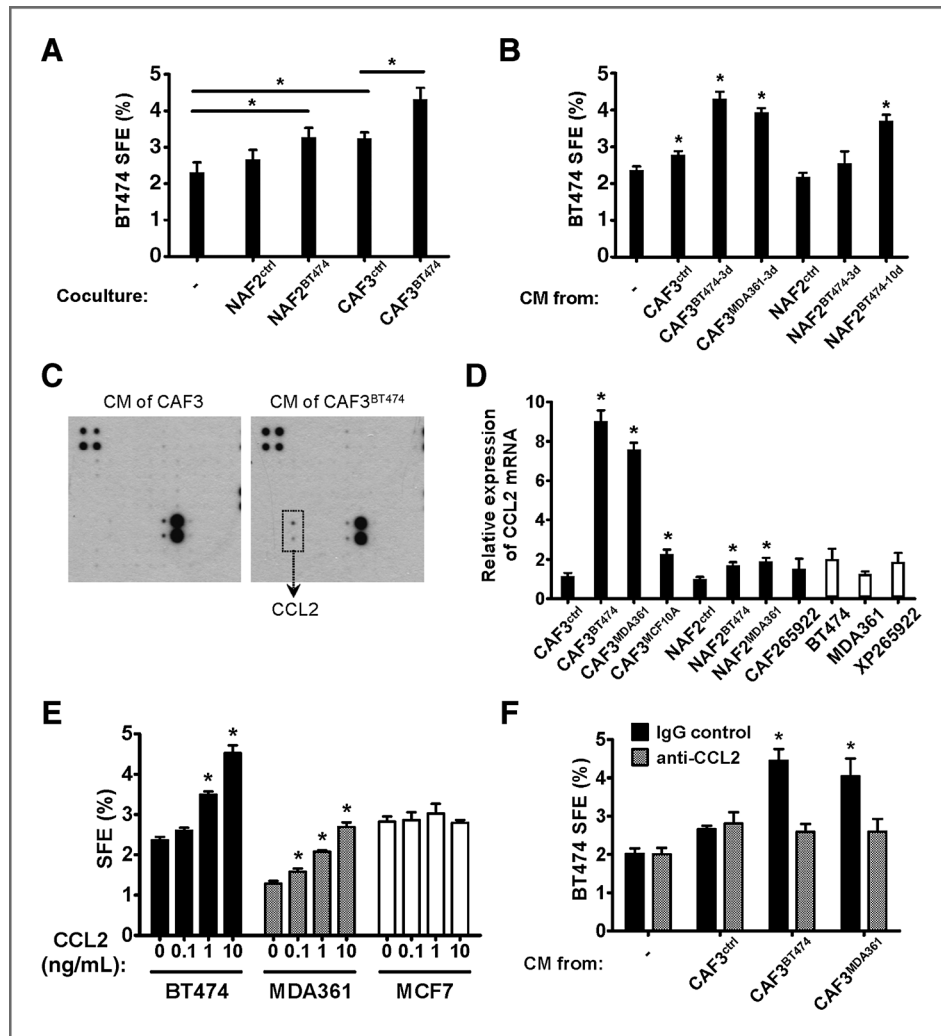 A
BT474 SFE (%)
5
4
3
2
1
0
*
*
*
Coculture:
-
NAF2ctrl
NAF2BT474
CAF3ctrl
CAF3BT474
B
BT474 SFE (%)
5
4
3
2
1
0
*
*
*
*
CM from:
-
CAF3ctrl
CAF3BT474-3d
CAF3MDA361-3d
NAF2ctrl
NAF2BT474-3d
NAF2BT474-10d
C
CM of CAF3
CM of CAF3BT474
CCL2
D
Relative expression
of CCL2 mRNA
10
8
6
4
2
0
*
*
*
*
*
CAF3ctrl
CAF3BT474
CAF3MDA361
CAF3MCF10A
NAF2ctrl
NAF2BT474
NAF2MDA361
CAF265922
BT474
MDA361
XP265922
E
SFE (%)
5
4
3
2
1
0
*
*
*
*
*
CCL2
(ng/mL):
0 0.1 1 10 0 0.1 1 10 0 0.1 1 10
BT474 MDA361 MCF7
F
IgG control
anti-CCL2
BT474 SFE (%)
5
4
3
2
1
0
*
*
CM from:
-
CAF3ctrl
CAF3BT474
CAF3MDA361